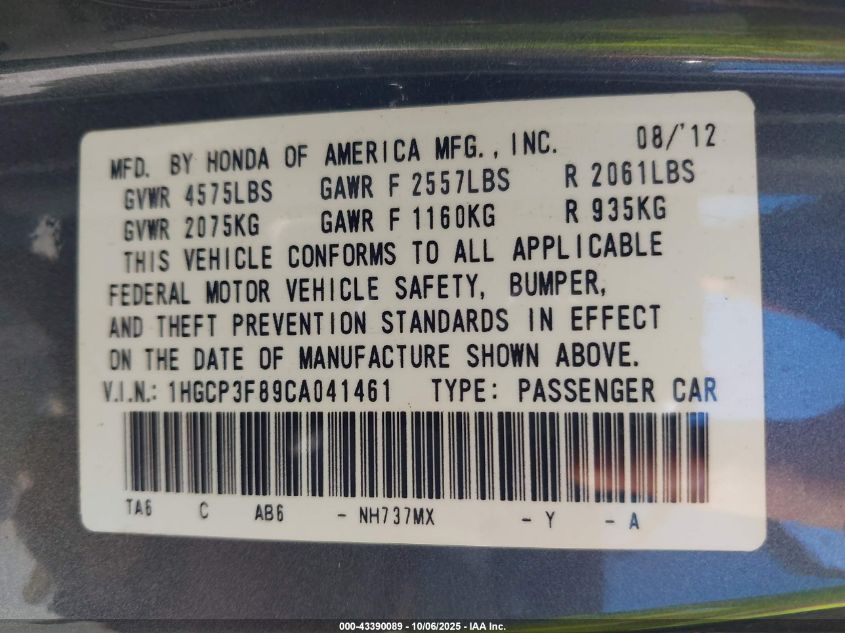 MFD. BY HONDA OF AMERICA MFG., INC. 08/'12
GVWR 4575LBS GAWR F 2557LBS R 2061LBS
GVWR 2075KG GAWR F 1160KG R 935KG
THIS VEHICLE CONFORMS TO ALL APPLICABLE
FEDERAL MOTOR VEHICLE SAFETY, BUMPER,
AND THEFT PREVENTION STANDARDS IN EFFECT
ON THE DATE OF MANUFACTURE SHOWN ABOVE.
V.I.N.: 1HGCP3F89CA041461 TYPE: PASSENGER CAR
TA6 C AB6 - NH737MX - Y - A
000-43390089 - 10/06/2025 - IAA Inc.